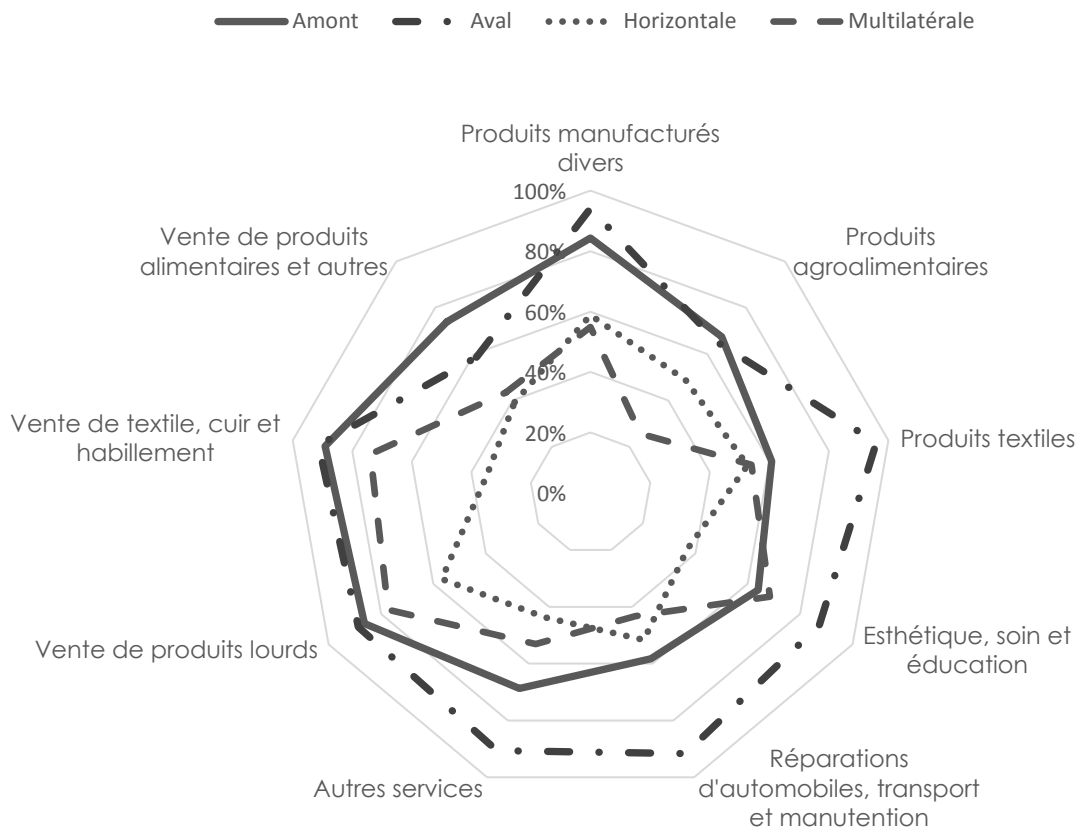 Amont Aval Horizontale Multilatérale
Produits manufacturés
divers
100%
80%
60%
40%
20%
0%
Produits
agroalimentaires
Produits textiles
Esthétique, soin et
éducation
Réparations
d'automobiles, transport
et manutention
Autres services
Vente de produits lourds
Vente de textile, cuir et
habillement
Vente de produits
alimentaires et autres